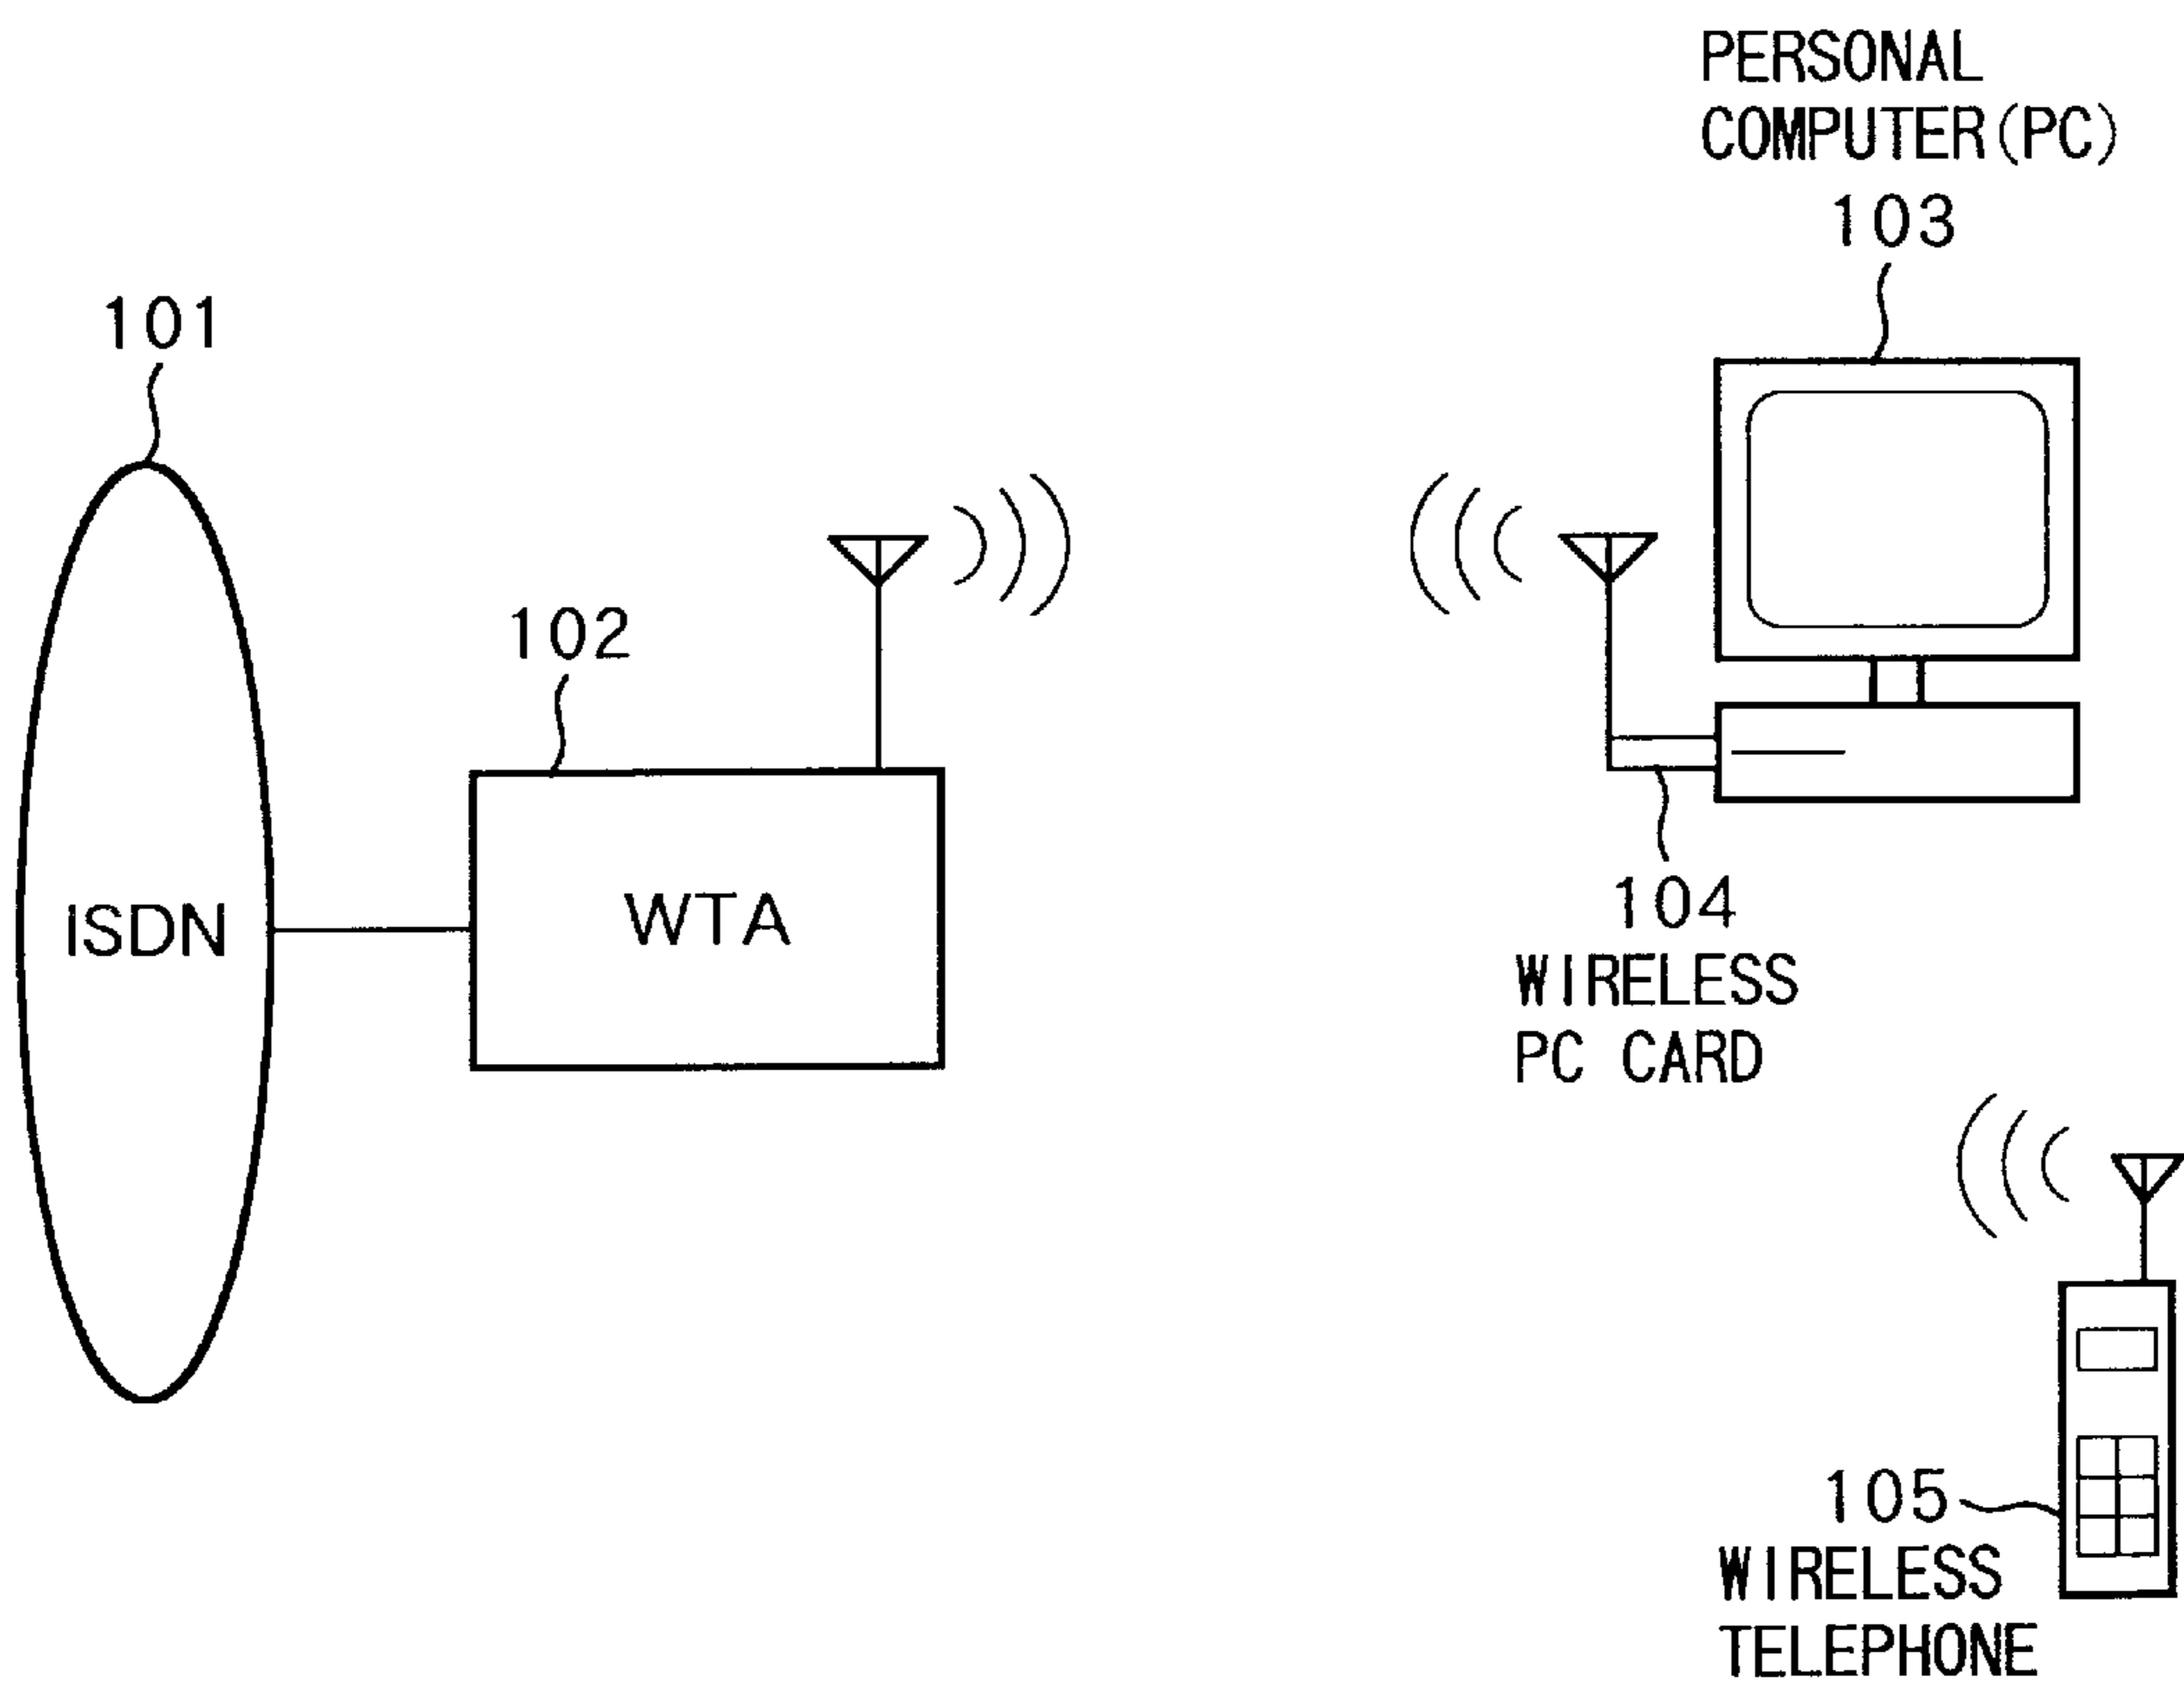 PERSONAL
COMPUTER(PC)
103
101
102
ISDN
WTA
104
WIRELESS
PC CARD
105
WIRELESS
TELEPHONE